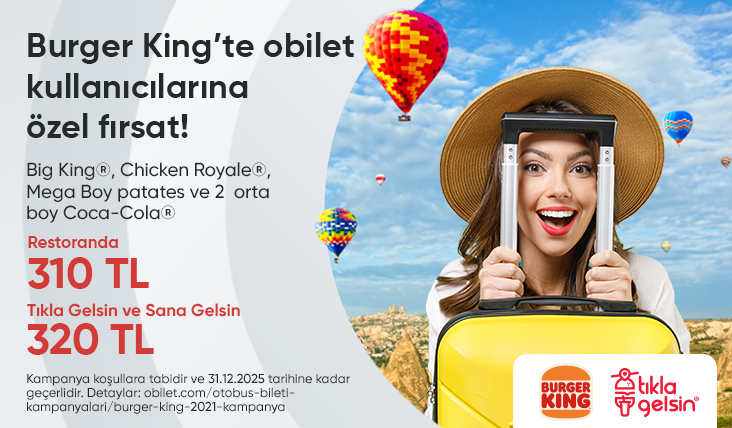 Burger King’te obilet
kullanıcılarına
özel fırsat!
Big King®, Chicken Royale®,
Mega Boy patates ve 2 orta
boy Coca-Cola®
Restoranda
310 TL
Tıkla Gelsin ve Sana Gelsin
320 TL
Kampanya koşullara tabidir ve 31.12.2025 tarihine kadar
geçerlidir. Detaylar: obilet.com/otobus-bileti-
kampanyalari/burger-king-2021-kampanya
BURGER
KING
tıkla
gelsin®